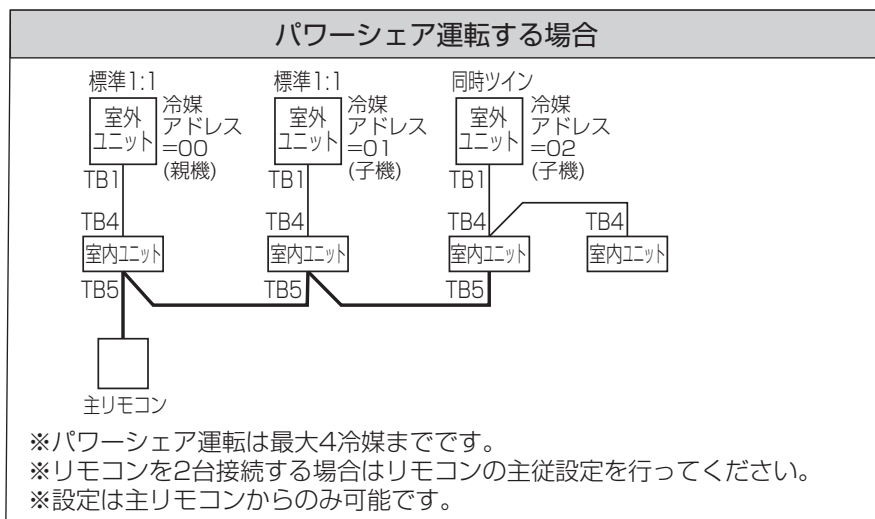 パワーシェア運転する場合
標準1:1
室外
ユニット
冷媒
アドレス
=00
(親機)
TB1
TB4
室内ユニット
TB5
標準1:1
室外
ユニット
冷媒
アドレス
=01
(子機)
TB1
TB4
室内ユニット
TB5
同時ツイン
室外
ユニット
冷媒
アドレス
=02
(子機)
TB1
TB4
室内ユニット
TB5
TB4
室内ユニット
主リモコン
※パワーシェア運転は最大4冷媒までです。
※リモコンを2台接続する場合はリモコンの主従設定を行ってください。
※設定は主リモコンからのみ可能です。